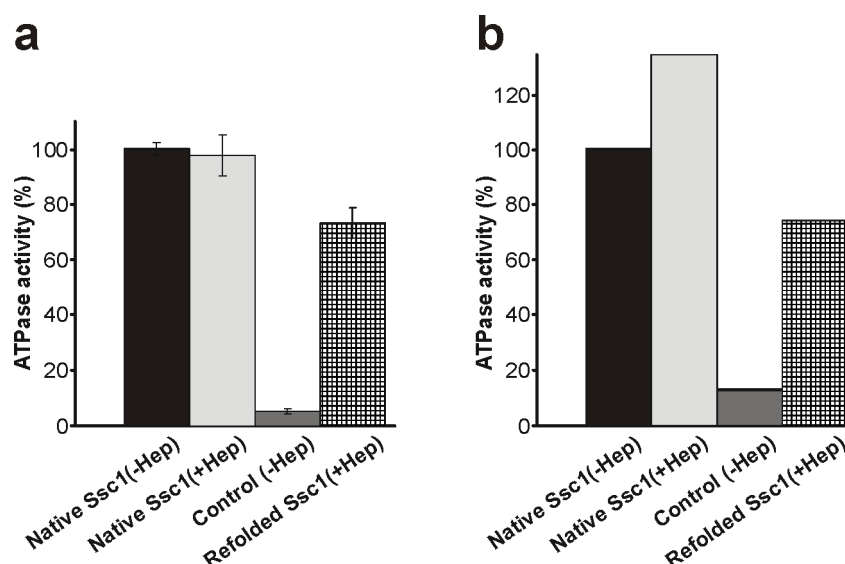 a
ATPase activity (%)
100
80
60
40
20
0
Native Ssc1(-Hep)
Native Ssc1(+Hep)
Control (-Hep)
Refolded Ssc1(+Hep)
b
ATPase activity (%)
120
100
80
60
40
20
0
Native Ssc1(-Hep)
Native Ssc1(+Hep)
Control (-Hep)
Refolded Ssc1(+Hep)